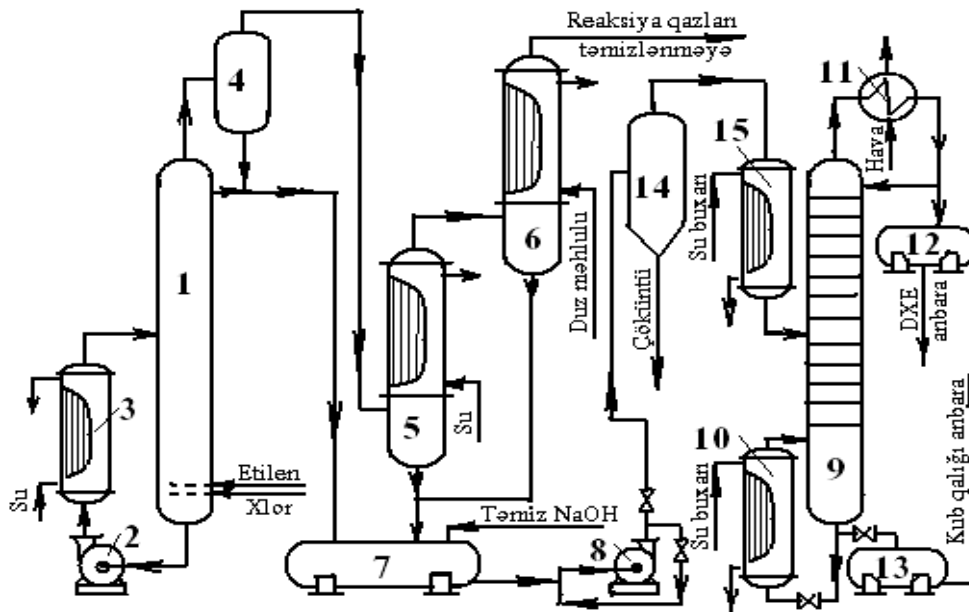 Reaksiya qazları
təmizlənməyə
11
4
Hava
15
14
Su buxarı
6
12
1
5
Duz məhlulu
Çöküntü
DXE
anbara
3
Su
Su
10
9
Kub qalığı anbara
Etilen
Xlor
Təmiz NaOH
Su buxarı
2
7
8
13